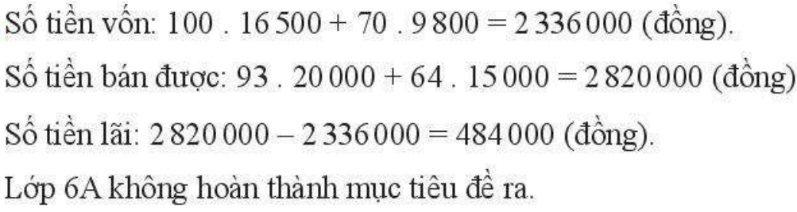 Số tiền vốn: 100 . 16 500 + 70 . 9 800 = 2 336 000 (đồng).
Số tiền bán được: 93 . 20 000 + 64 . 15 000 = 2 820 000 (đồng)
Số tiền lãi: 2 820 000 – 2 336 000 = 484 000 (đồng).
Lớp 6A không hoàn thành mục tiêu đề ra.